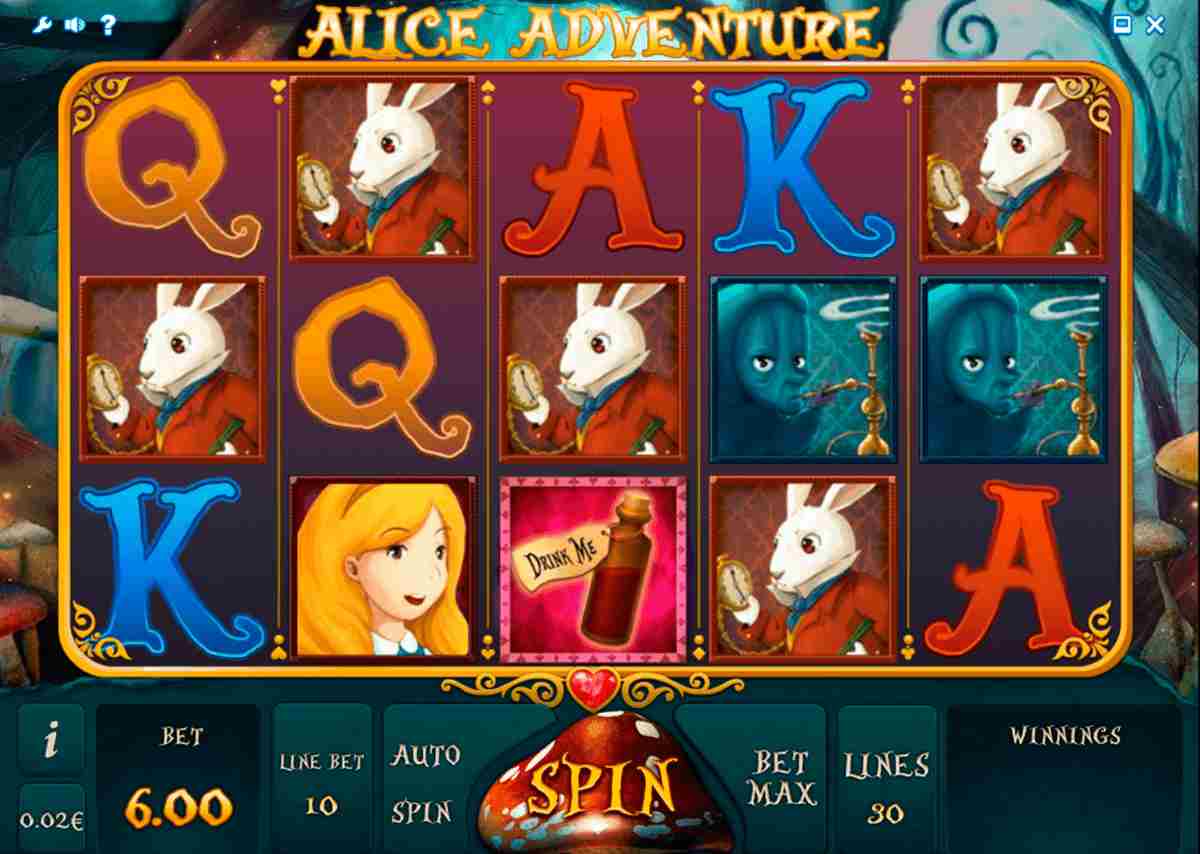 ?
ALICE ADVENTURE
Q
A
K
Q
K
DRINK ME
A
i
BET
6.00
0.02€
LINE BET
10
AUTO
SPIN
SPIN
BET
MAX
LINES
30
WINNINGS